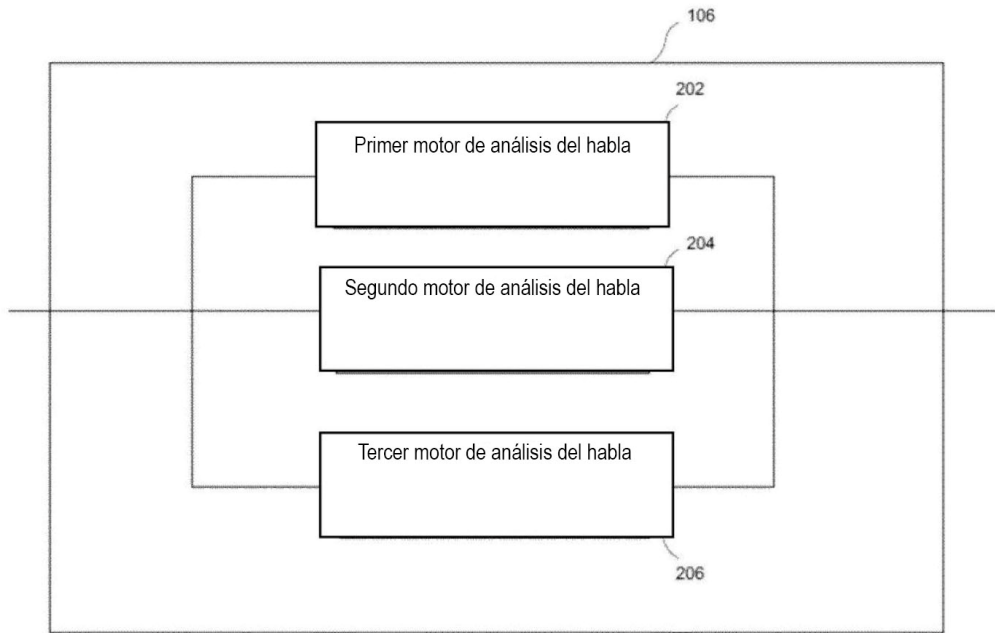 106
202
Primer motor de análisis del habla
204
Segundo motor de análisis del habla
Tercer motor de análisis del habla
206